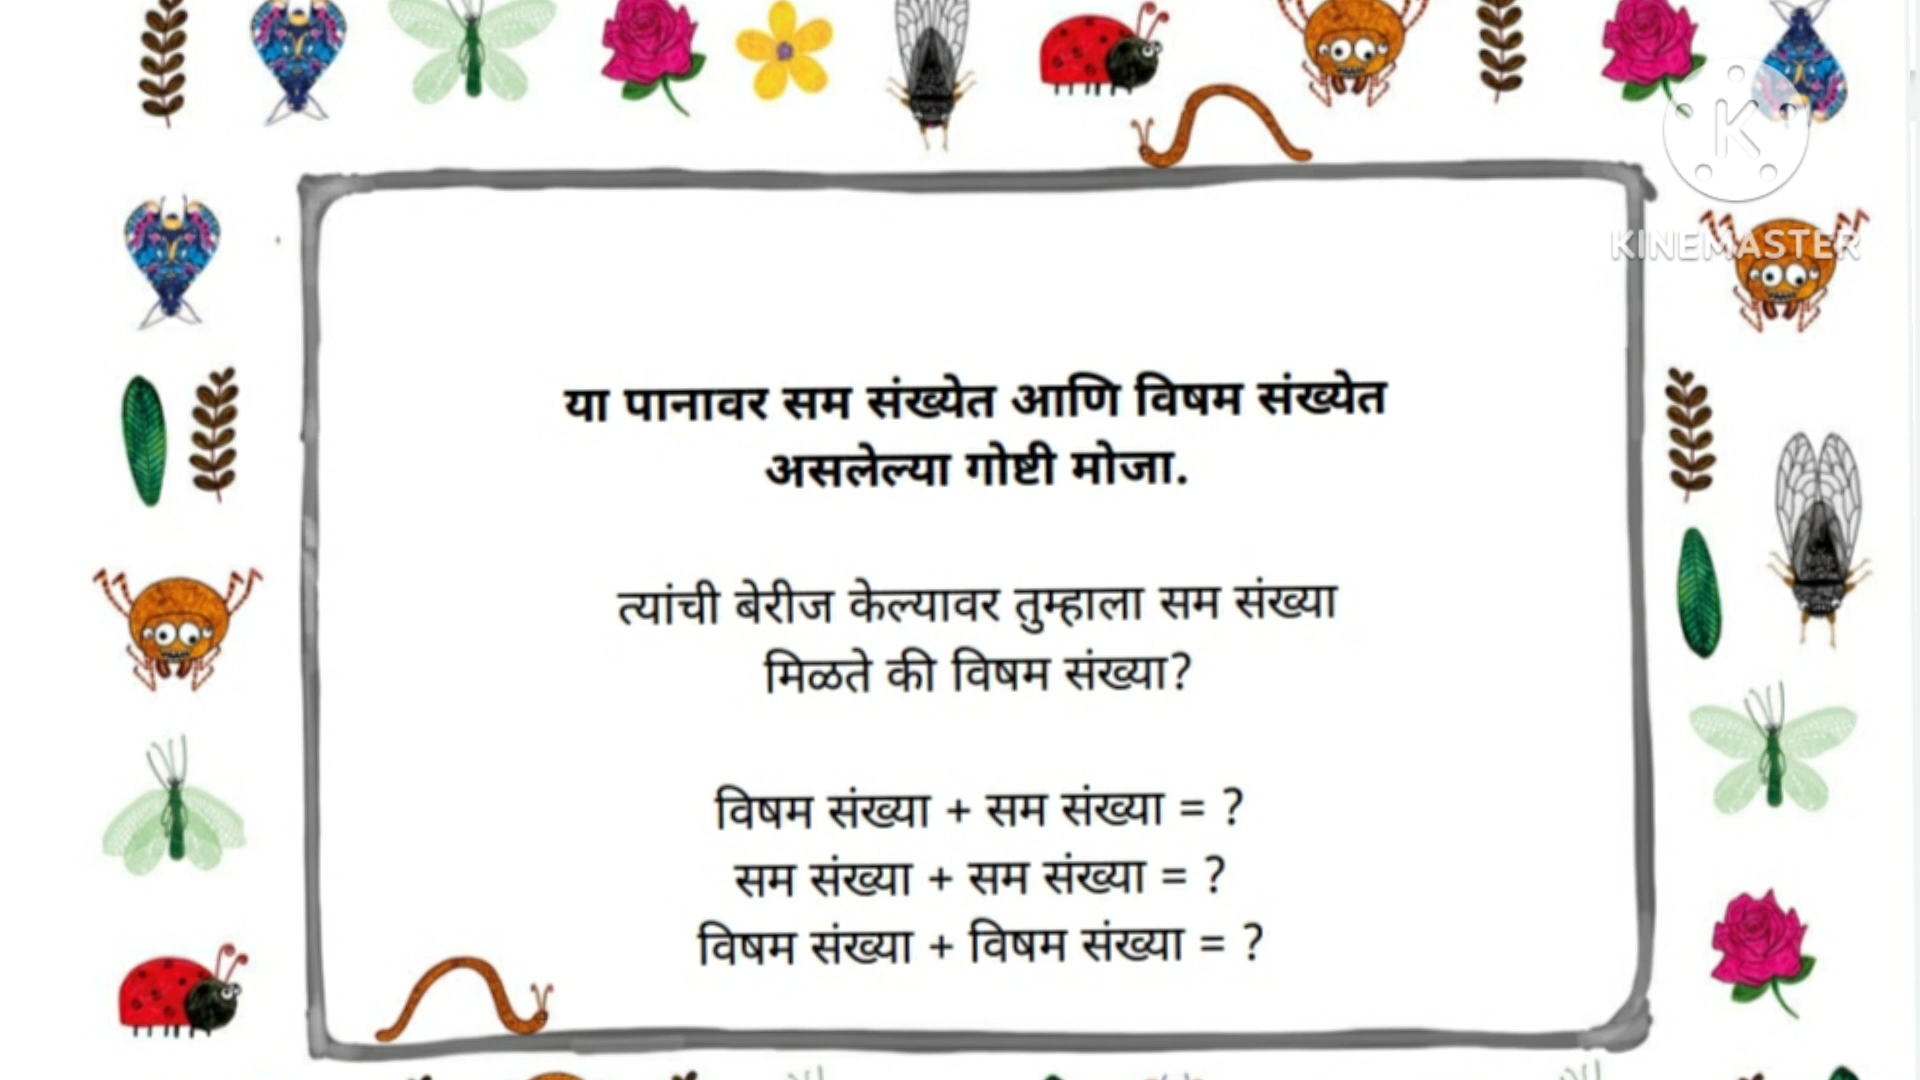 KINEMASTER
या पानावर सम संख्येत आणि विषम संख्येत
असलेल्या गोष्टी मोजा.
त्यांची बेरीज केल्यावर तुम्हाला सम संख्या
मिळते की विषम संख्या?
विषम संख्या + सम संख्या = ?
सम संख्या + सम संख्या = ?
विषम संख्या + विषम संख्या = ?